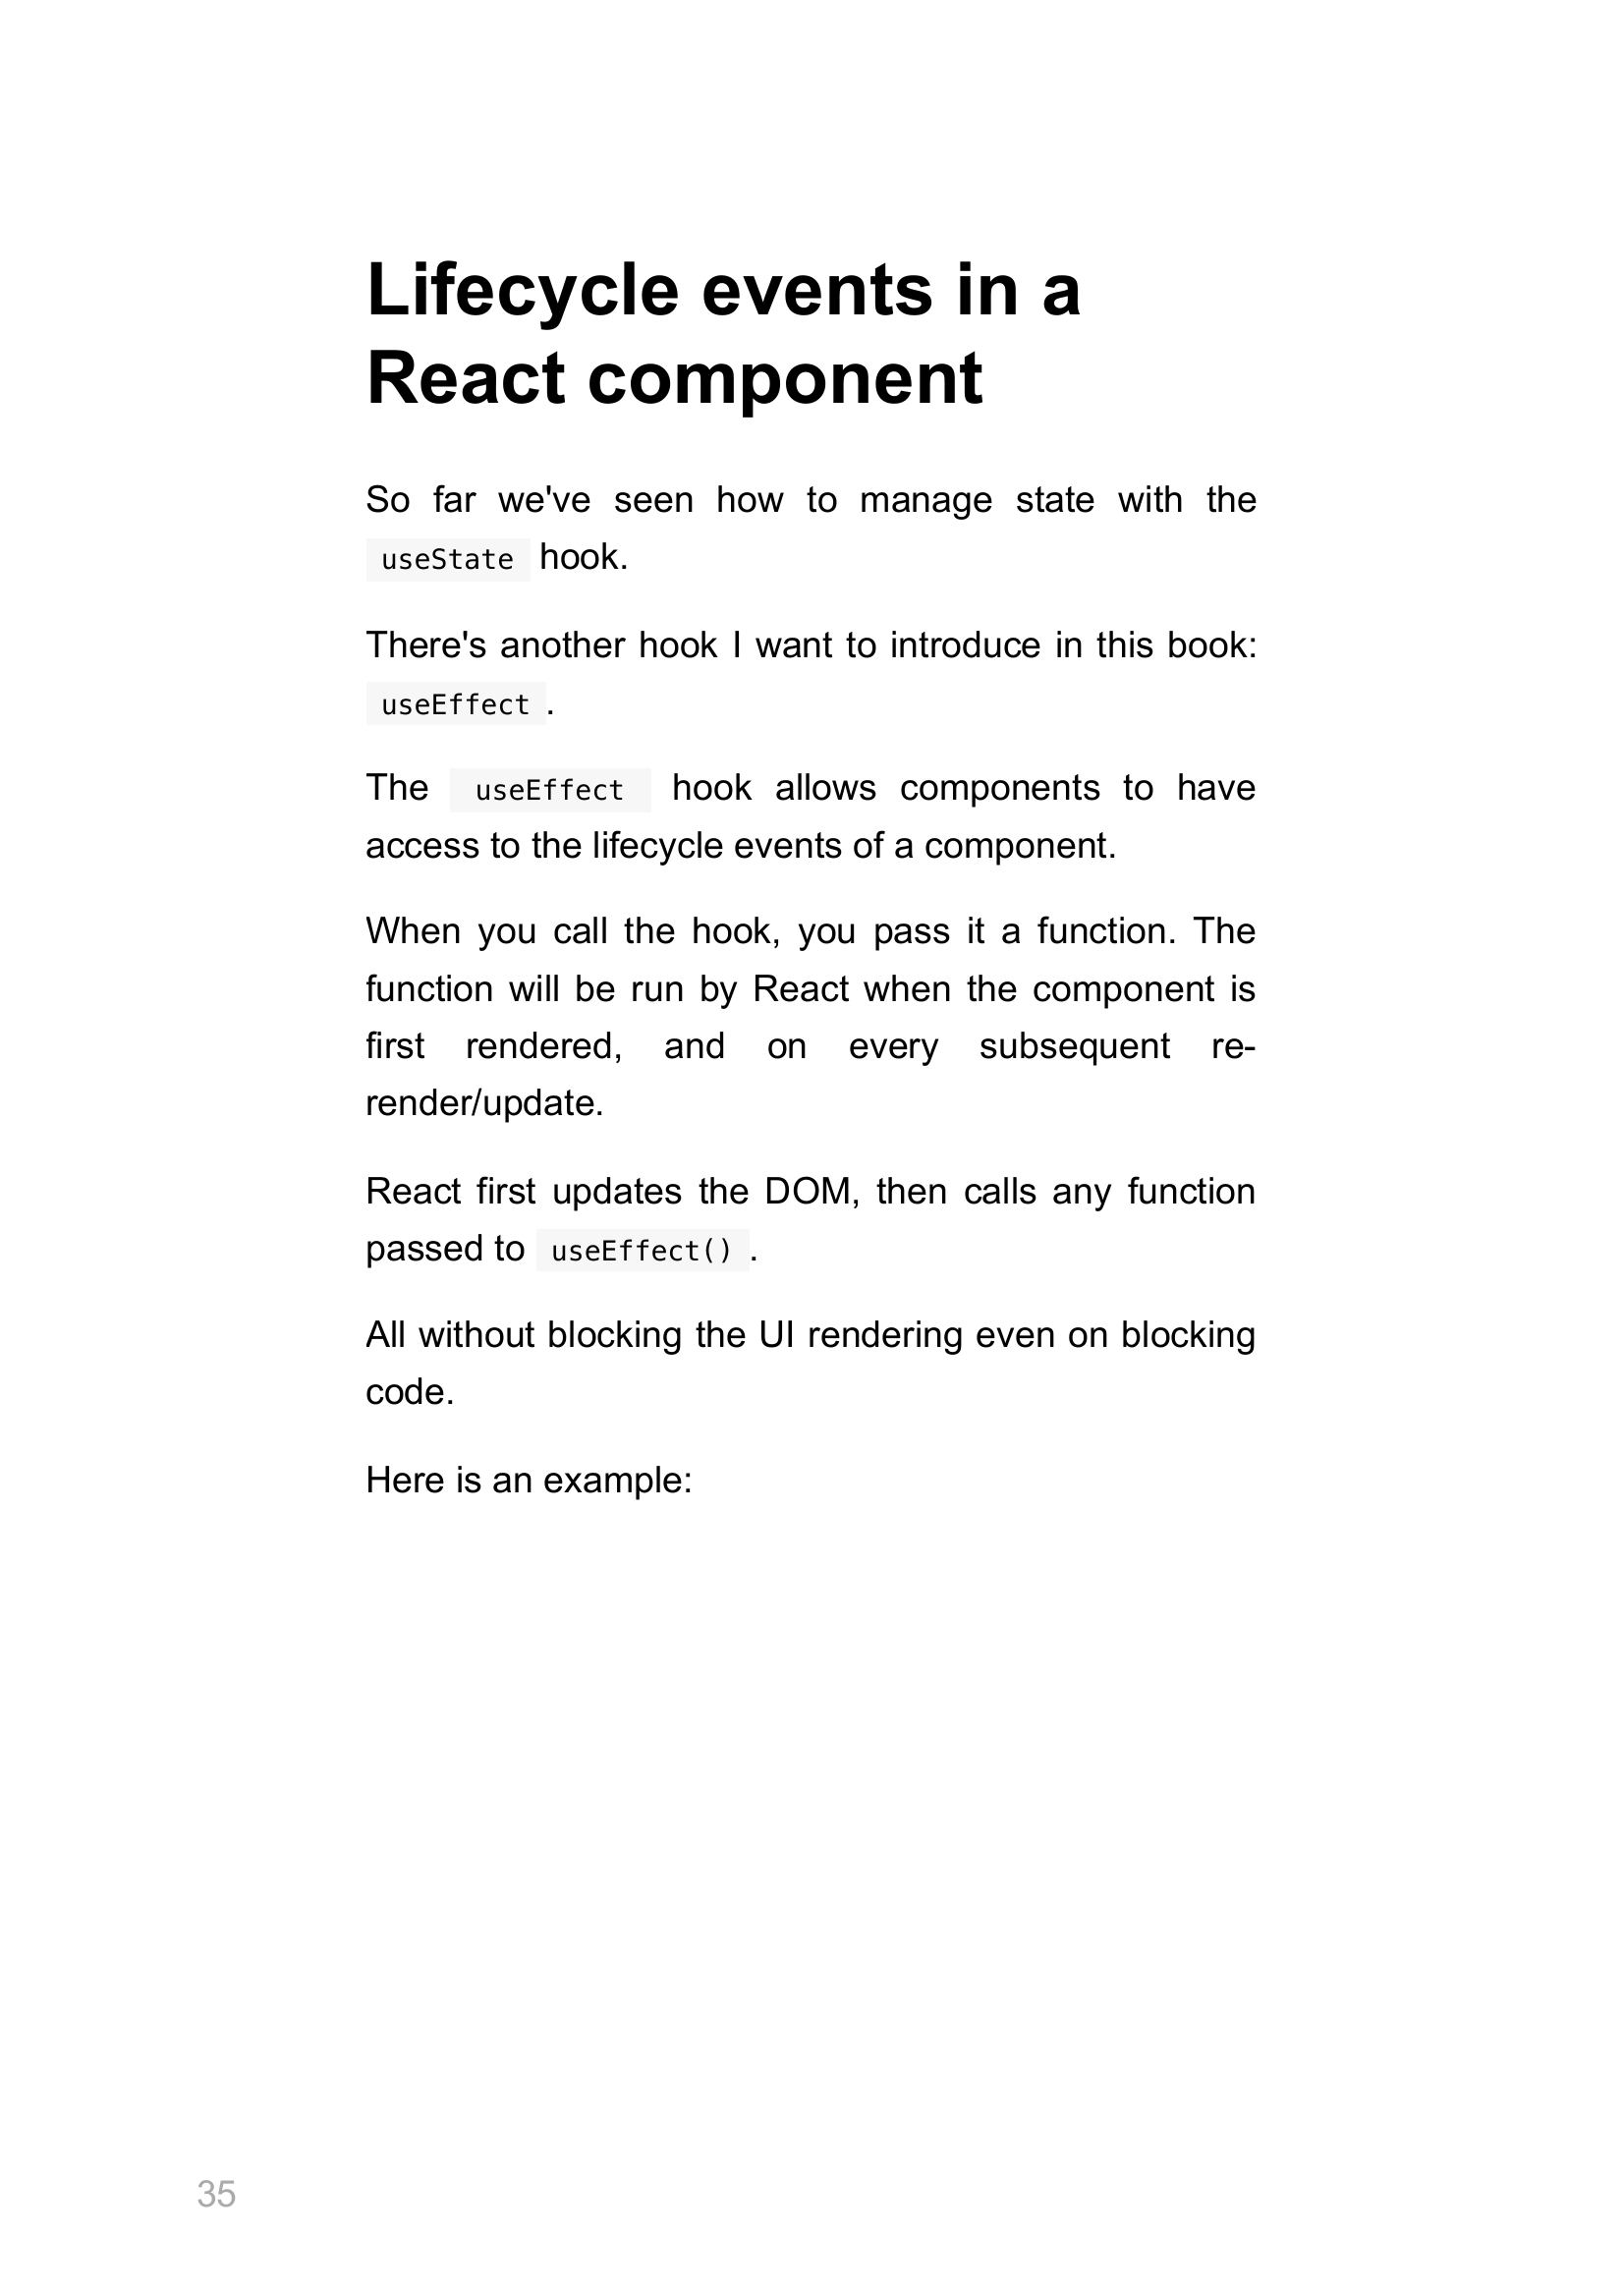 Lifecycle events in a
React component
So far we've seen how to manage state with the
useState hook.
There's another hook I want to introduce in this book:
useEffect .
The useEffect hook allows components to have
access to the lifecycle events of a component.
When you call the hook, you pass it a function. The
function will be run by React when the component is
first rendered, and on every subsequent re-
render/update.
React first updates the DOM, then calls any function
passed to useEffect() .
All without blocking the UI rendering even on blocking
code.
Here is an example:
35